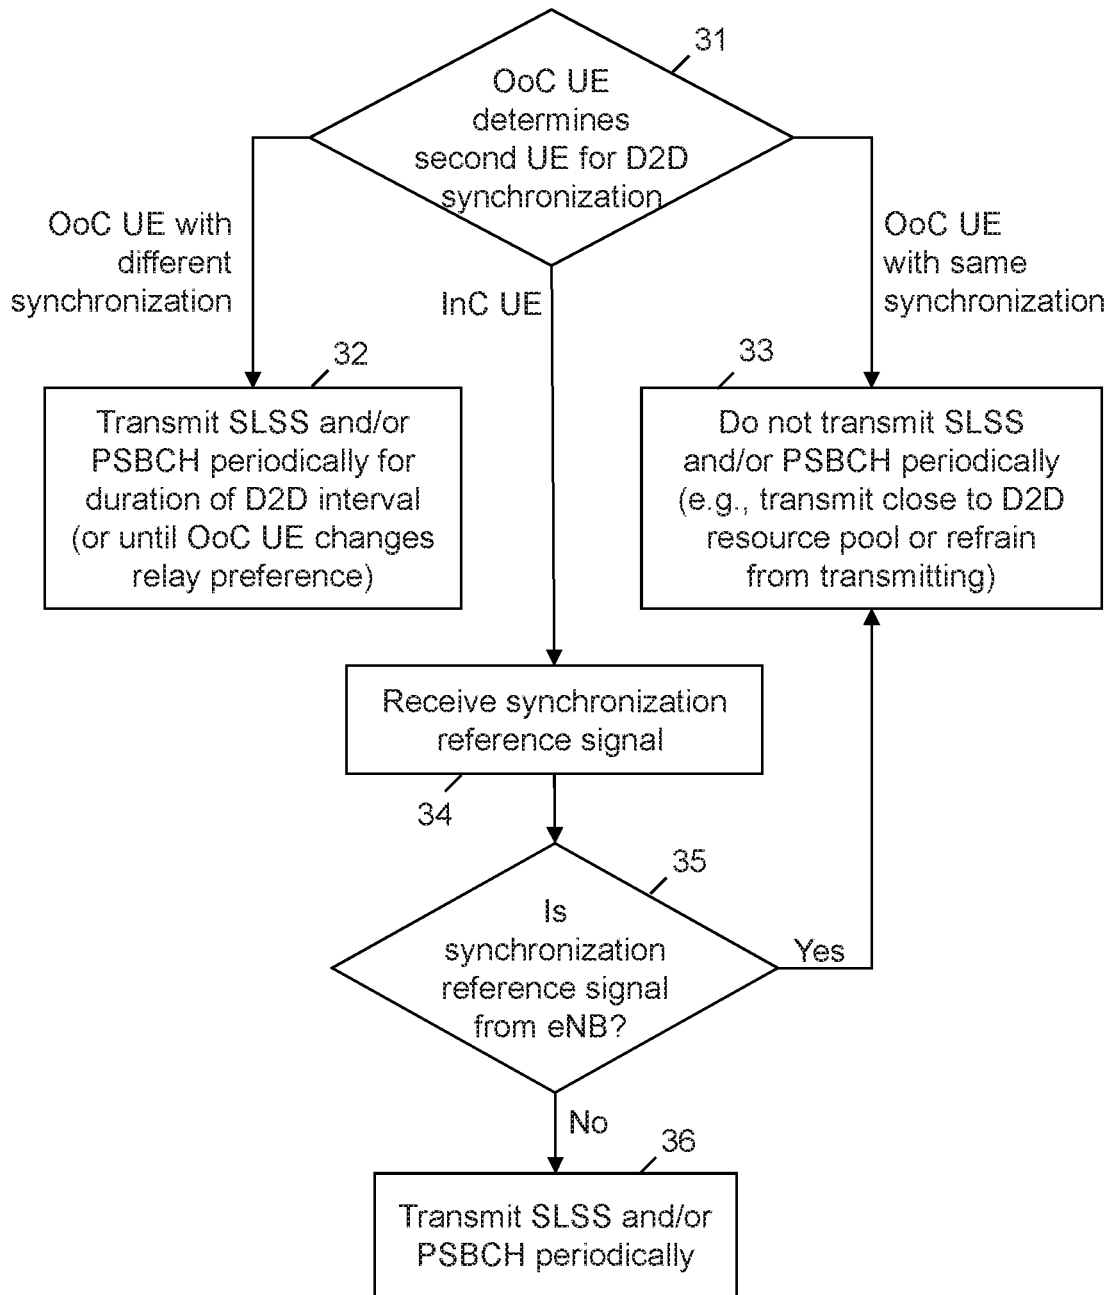 31
OoC UE
determines
second UE for D2D
synchronization
OoC UE with
different
synchronization
InC UE
OoC UE
with same
synchronization
32
Transmit SLSS and/or
PSBCH periodically for
duration of D2D interval
(or until OoC UE changes
relay preference)
33
Do not transmit SLSS
and/or PSBCH periodically
(e.g., transmit close to D2D
resource pool or refrain
from transmitting)
Receive synchronization
reference signal
34
35
Is
synchronization
reference signal
from eNB?
Yes
No
36
Transmit SLSS and/or
PSBCH periodically